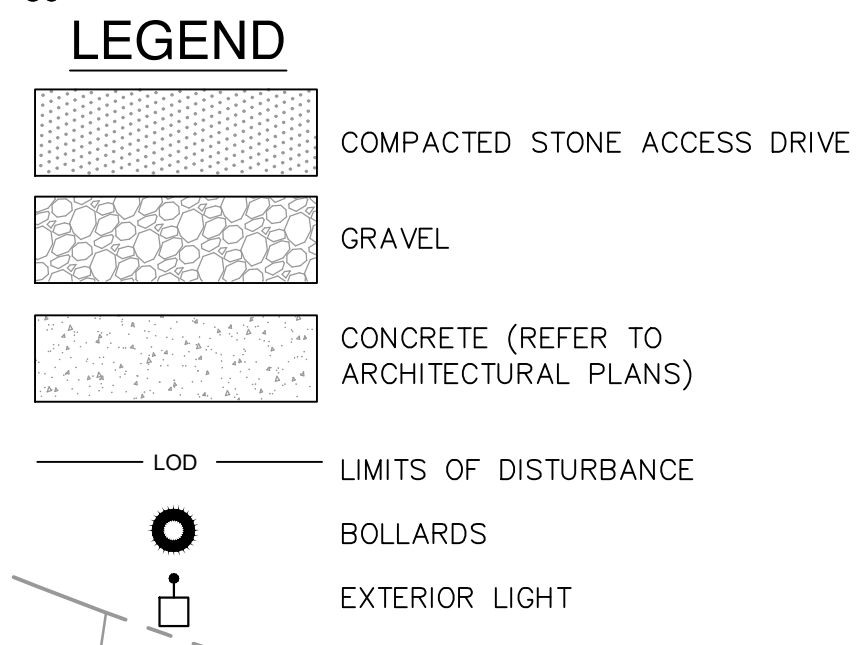 LEGEND
COMPACTED STONE ACCESS DRIVE
GRAVEL
CONCRETE (REFER TO
ARCHITECTURAL PLANS)
LOD
LIMITS OF DISTURBANCE
BOLLARDS
EXTERIOR LIGHT